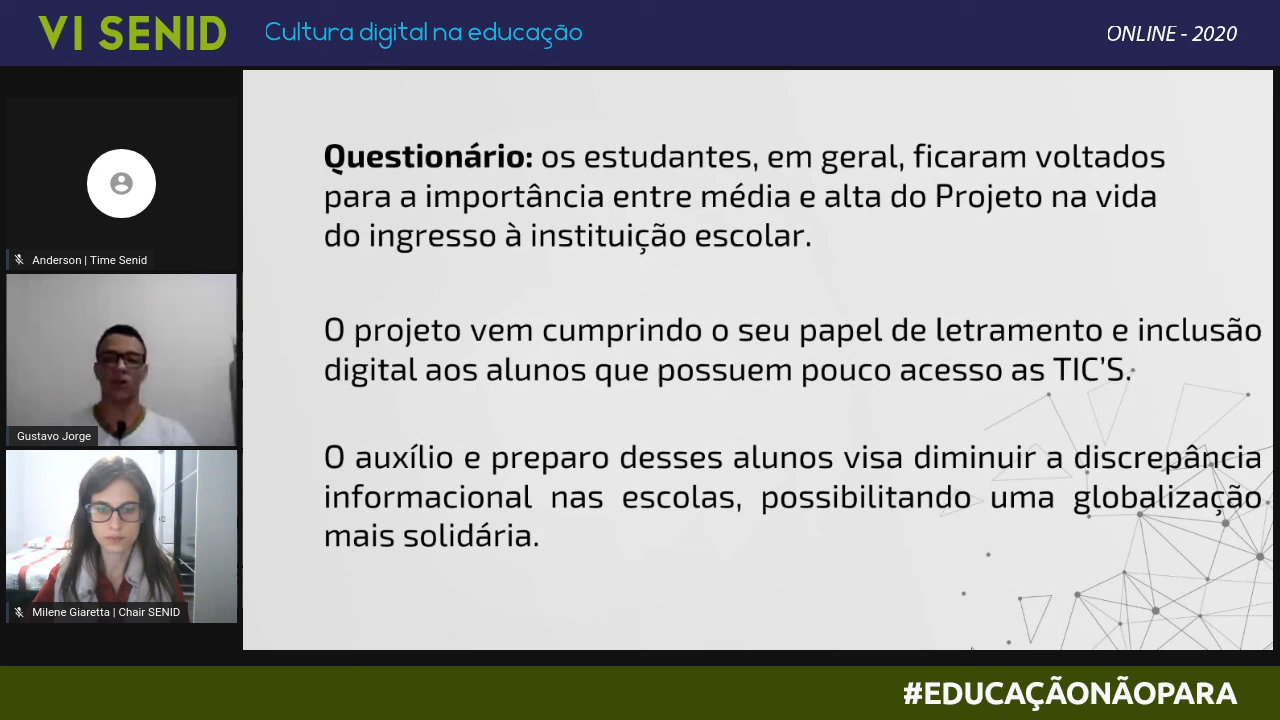 VI SENID
Cultura digital na educação
ONLINE - 2020
Anderson | Time Senid
Gustavo Jorge
Milene Giaretta | Chair SENID
Questionário: os estudantes, em geral, ficaram voltados
para a importância entre média e alta do Projeto na vida
do ingresso à instituição escolar.
O projeto vem cumprindo o seu papel de letramento e inclusão
digital aos alunos que possuem pouco acesso as TIC'S.
O auxílio e preparo desses alunos visa diminuir a discrepância
informacional nas escolas, possibilitando uma globalização
mais solidária.
#EDUCAÇÃONÃOPARA